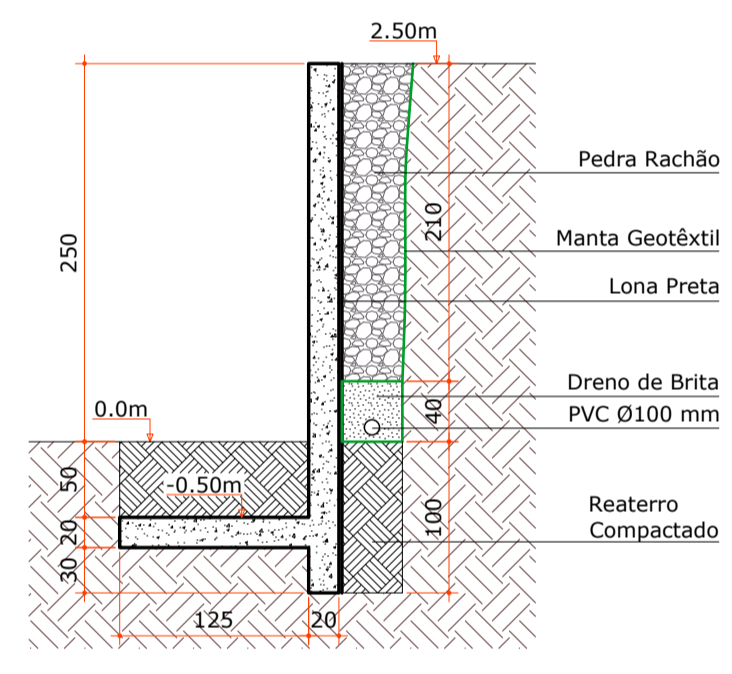 2.50m
Pedra Rachão
210
Manta Geotêxtil
250
Lona Preta
Dreno de Brita
0.0m
40
PVC Ø100 mm
50
-0.50m
Reaterro
Compactado
100
20
30
125
20